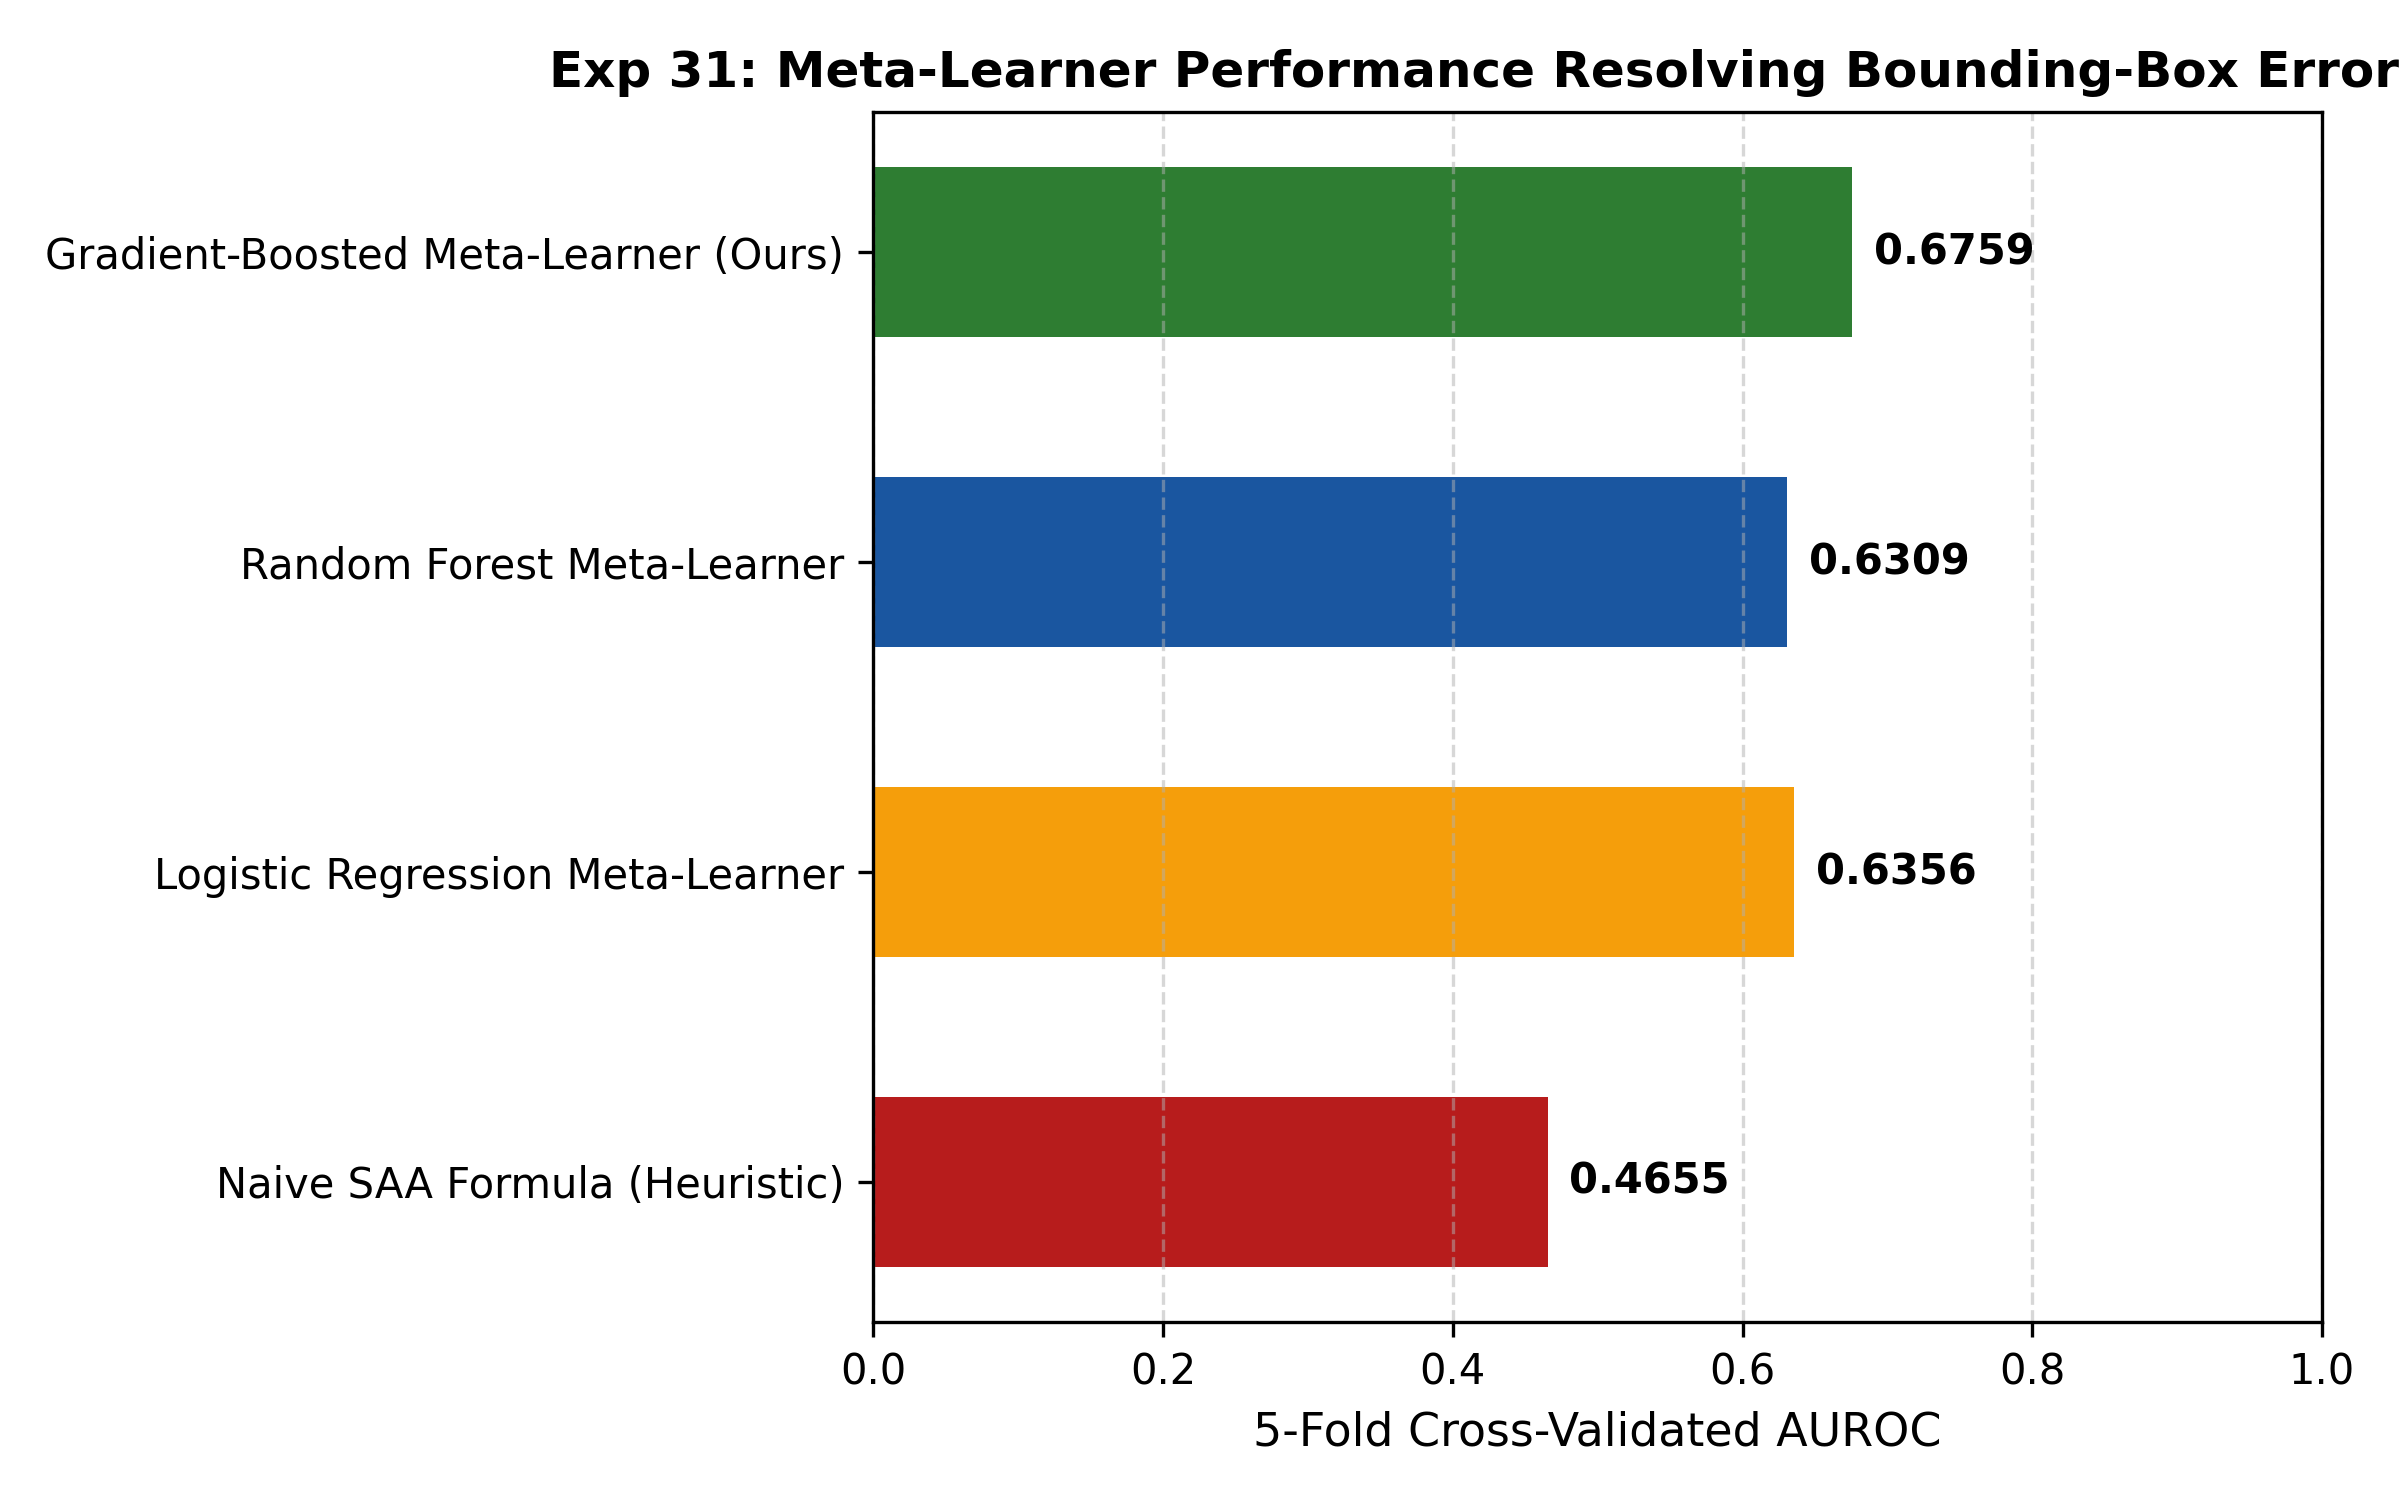 Exp 31: Meta-Learner Performance Resolving Bounding-Box Error
Gradient-Boosted Meta-Learner (Ours)
0.6759
Random Forest Meta-Learner
0.6309
Logistic Regression Meta-Learner
0.6356
Naive SAA Formula (Heuristic)
0.4655
0.0 0.2 0.4 0.6 0.8 1.0
5-Fold Cross-Validated AUROC